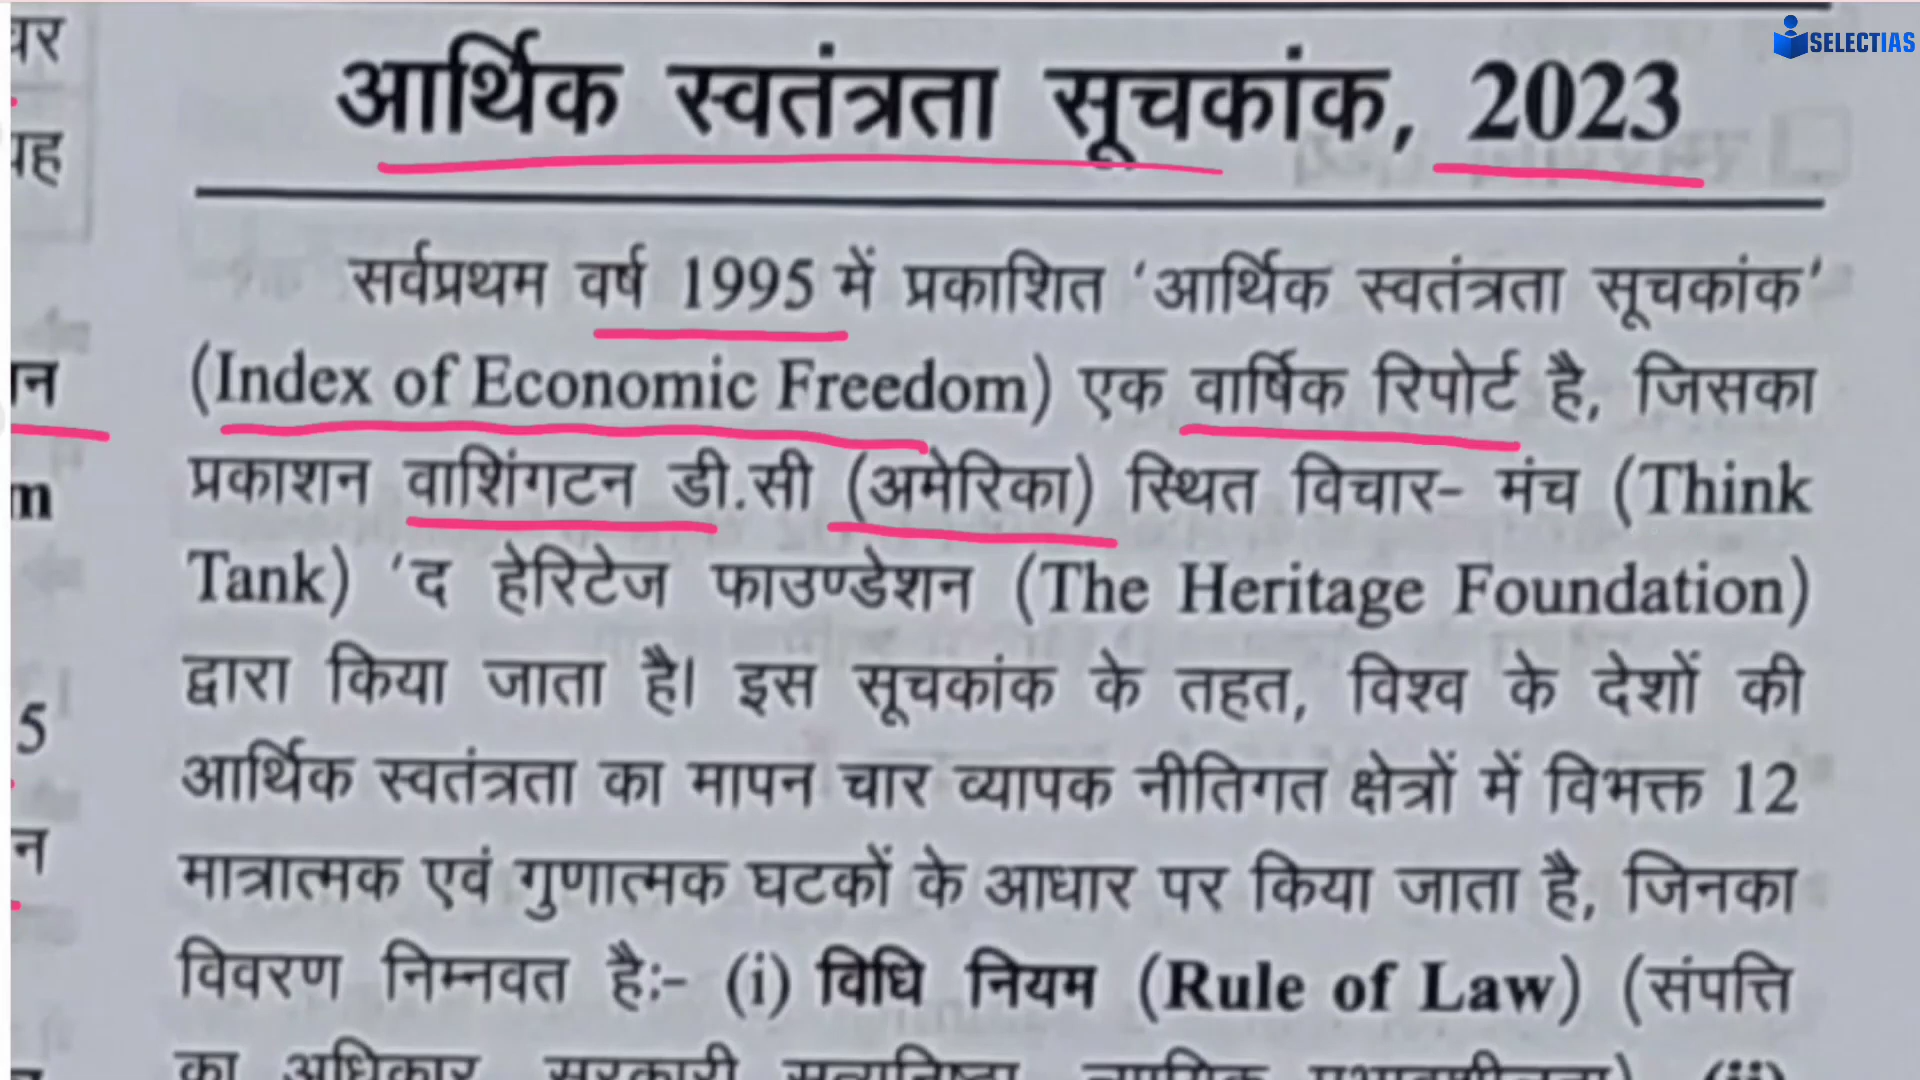 SELECTIAS
आर्थिक स्वतंत्रता सूचकांक, 2023
सर्वप्रथम वर्ष 1995 में प्रकाशित ‘आर्थिक स्वतंत्रता सूचकांक’
(Index of Economic Freedom) एक वार्षिक रिपोर्ट है, जिसका
प्रकाशन वाशिंगटन डी.सी (अमेरिका) स्थित विचार- मंच (Think
Tank) ‘द हेरिटेज फाउण्डेशन (The Heritage Foundation)
द्वारा किया जाता है। इस सूचकांक के तहत, विश्व के देशों की
आर्थिक स्वतंत्रता का मापन चार व्यापक नीतिगत क्षेत्रों में विभक्त 12
मात्रात्मक एवं गुणात्मक घटकों के आधार पर किया जाता है, जिनका
विवरण निम्नवत है:- (i) विधि नियम (Rule of Law) (संपत्ति
का अधिकार